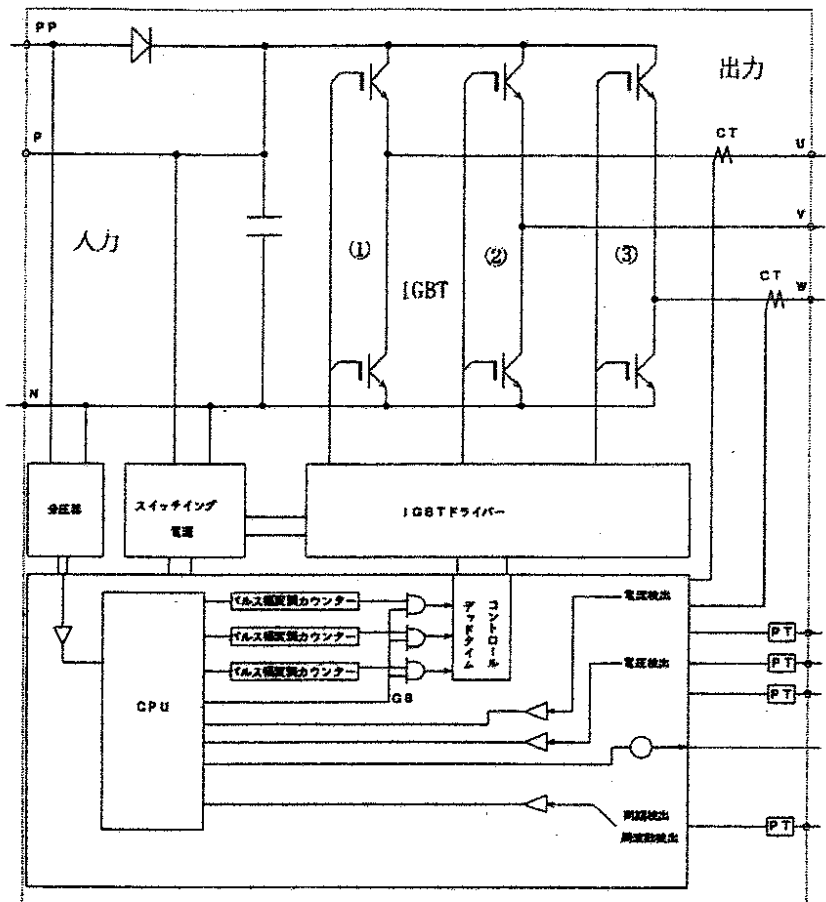 PP
出力
P
CT
U
入力
V
①
②
③
IGBT
CT
W
N
分圧器
スイッチイング
電源
IGBTドライバー
パルス幅変調カウンター
パルス幅変調カウンター
パルス幅変調カウンター
コントロール
デッドタイム
電圧検出
電圧検出
PT
PT
PT
CPU
GB
周波数検出
PT